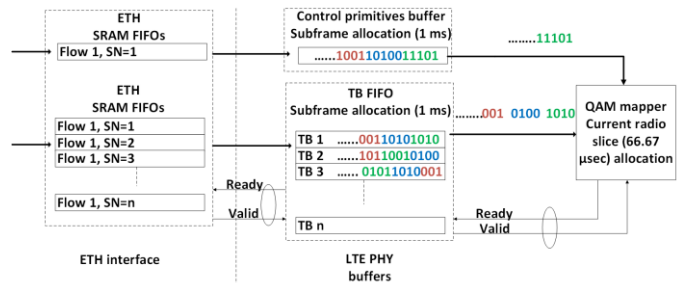 ETH
SRAM FIFOs
Flow 1, SN=1
Control primitives buffer
Subframe allocation (1 ms)
......10011010011101
........11101
ETH
SRAM FIFOs
Flow 1, SN=1
Flow 1, SN=2
Flow 1, SN=3
Flow 1, SN=n
TB FIFO
Subframe allocation (1 ms)
TB 1 ......00110101010
TB 2 ......10110010100
TB 3 ...... 01011010001
TB n
........001 0100 1010
QAM mapper
Current radio
slice (66.67
μsec) allocation
Ready
Valid
Ready
Valid
ETH interface
LTE PHY
buffers